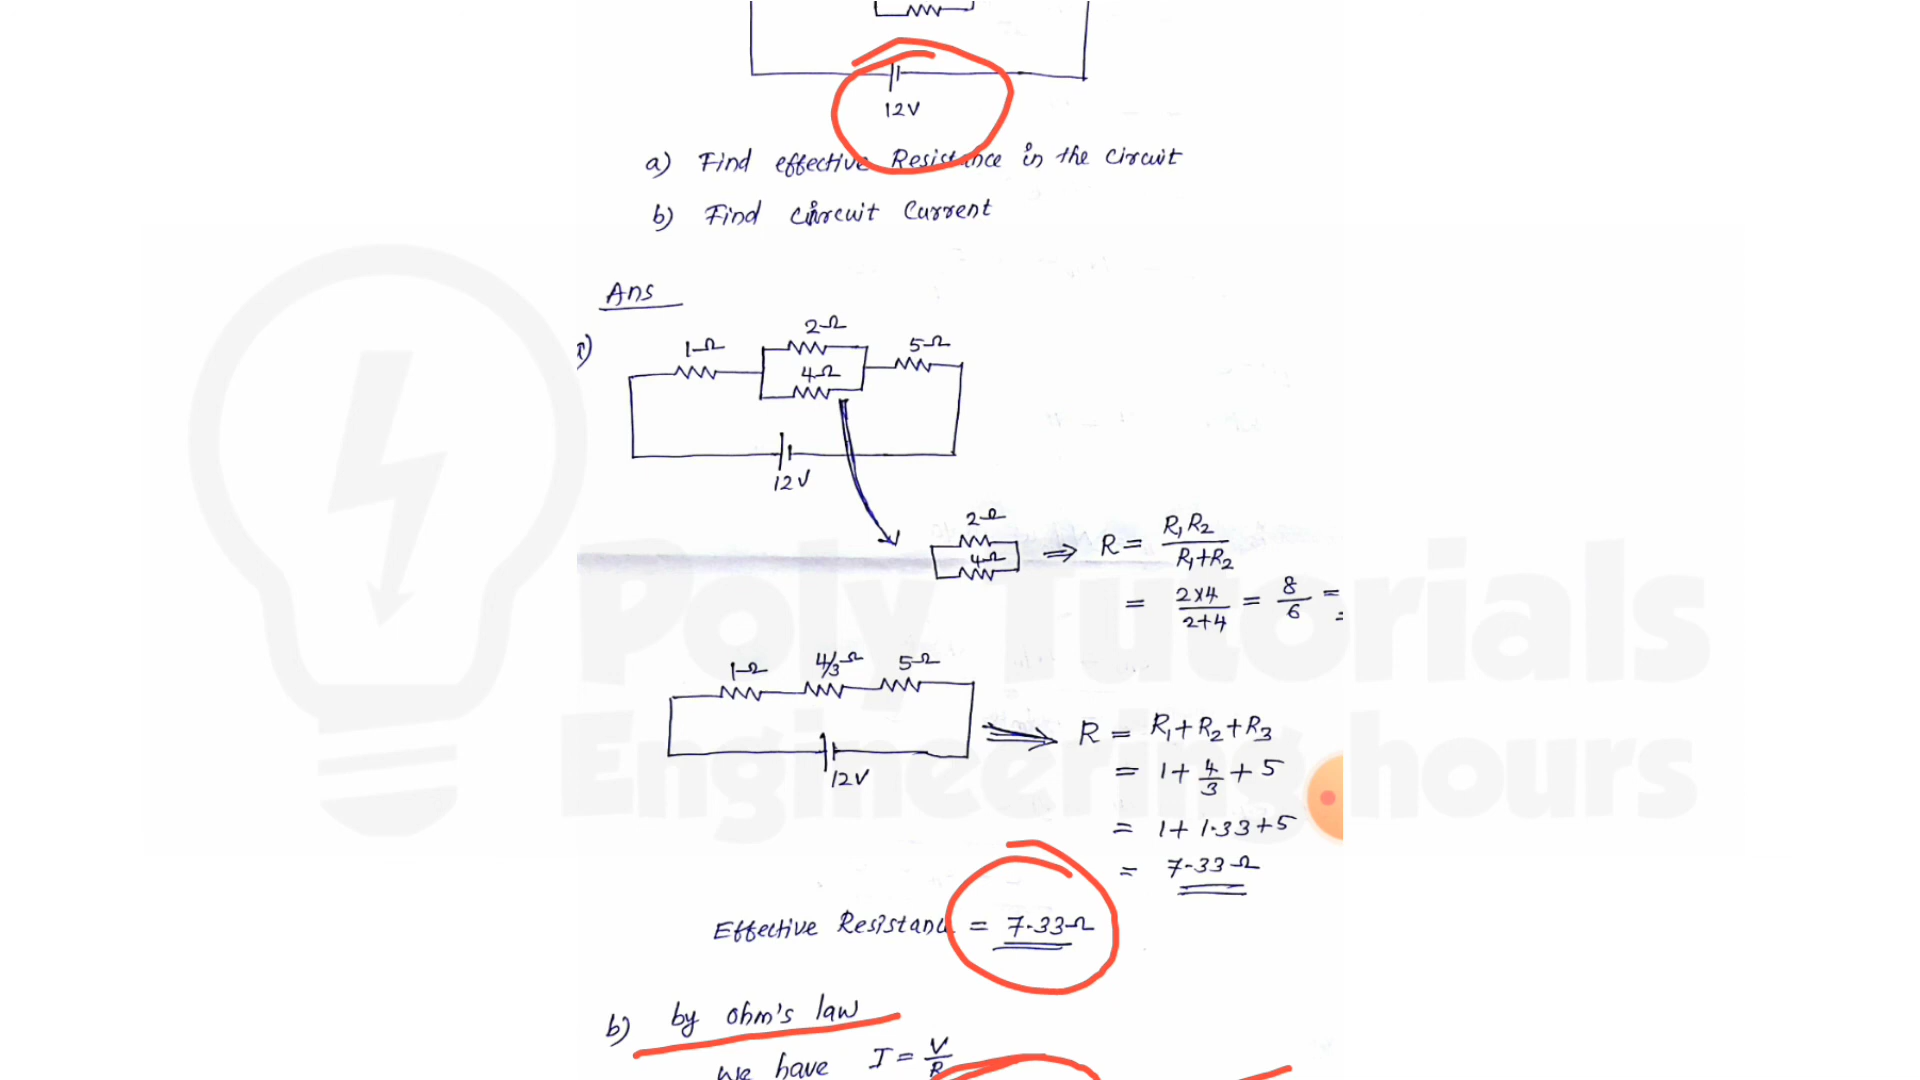 12V
a) Find effective Resistance in the circuit
b) Find circuit Current
Ans
2Ω
1Ω
5Ω
4Ω
12V
2Ω
4Ω
⇒ R = R₁R₂ / R₁+R₂
= 2×4 / 2+4 = 8/6 =
1Ω 4/3Ω 5Ω
12V
R = R₁+R₂+R₃
= 1+ 4/3 + 5
= 1+ 1.33+5
= 7.33Ω
Effective Resistance = 7.33Ω
b) by ohm's law
we have I = V/R
Poly Tutorials
Engineering hours